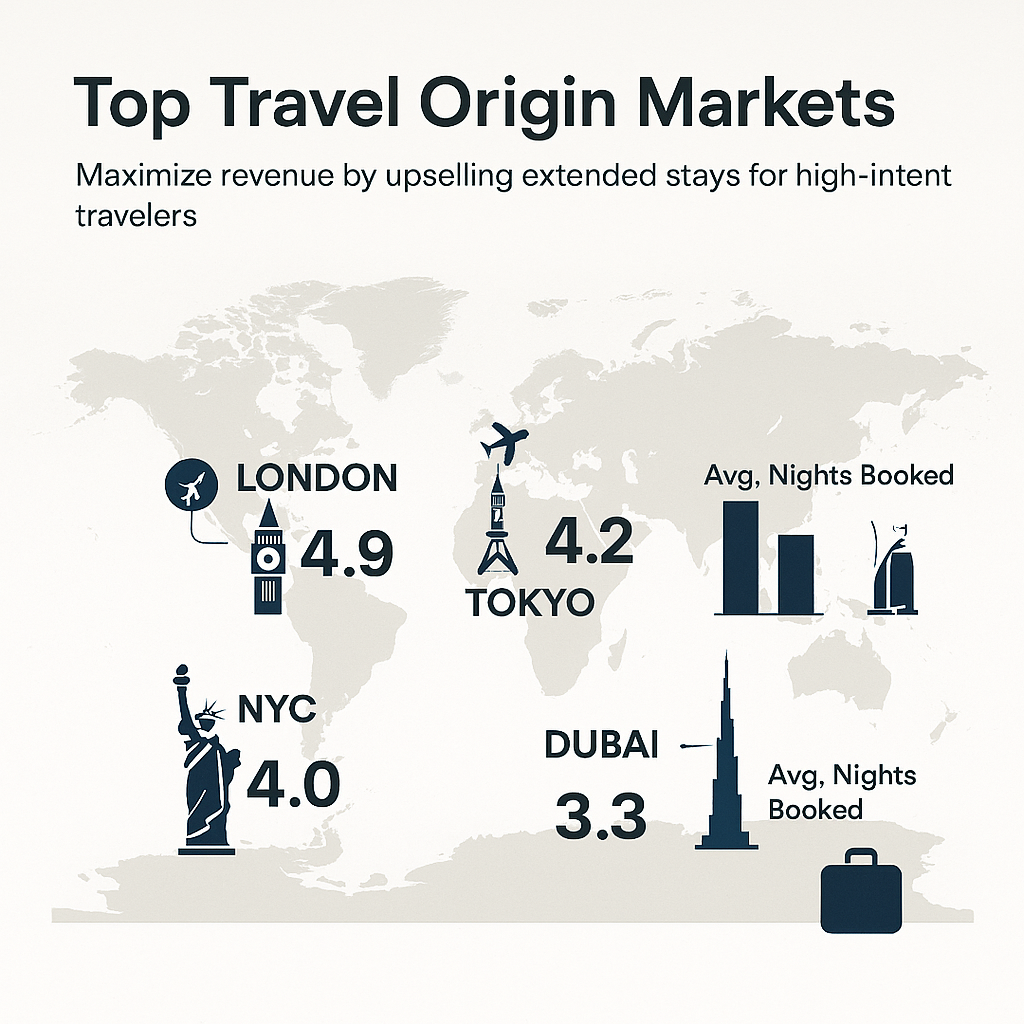 Top Travel Origin Markets
Maximize revenue by upselling extended stays for high-intent
travelers
LONDON
4.9
4.2
TOKYO
Avg, Nights Booked
NYC
4.0
DUBAI
3.3
Avg, Nights
Booked